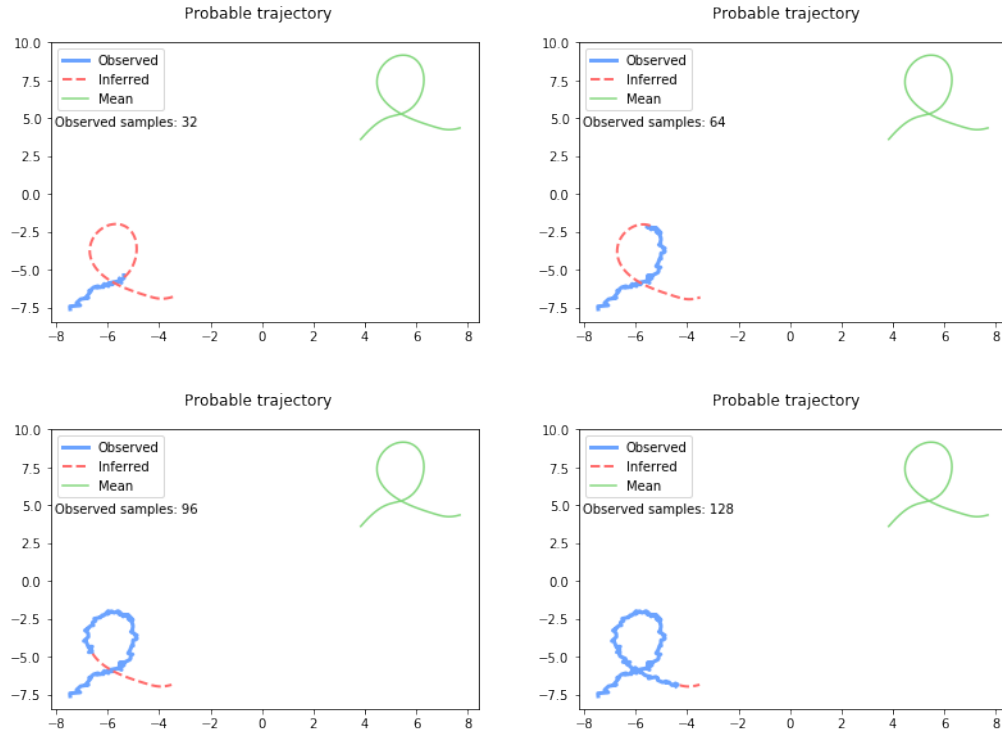 Probable trajectory
10.0
7.5
5.0
2.5
0.0
−2.5
−5.0
−7.5
Observed
Inferred
Mean
Observed samples: 32
−8 −6 −4 −2 0 2 4 6 8
Probable trajectory
10.0
7.5
5.0
2.5
0.0
−2.5
−5.0
−7.5
Observed
Inferred
Mean
Observed samples: 64
−8 −6 −4 −2 0 2 4 6 8
Probable trajectory
10.0
7.5
5.0
2.5
0.0
−2.5
−5.0
−7.5
Observed
Inferred
Mean
Observed samples: 96
−8 −6 −4 −2 0 2 4 6 8
Probable trajectory
10.0
7.5
5.0
2.5
0.0
−2.5
−5.0
−7.5
Observed
Inferred
Mean
Observed samples: 128
−8 −6 −4 −2 0 2 4 6 8